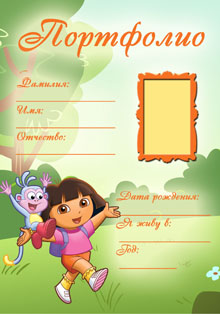 Портфолио
Фамилия:
Имя:
Отчество:
Дата рождения:
Я живу в:
Год: